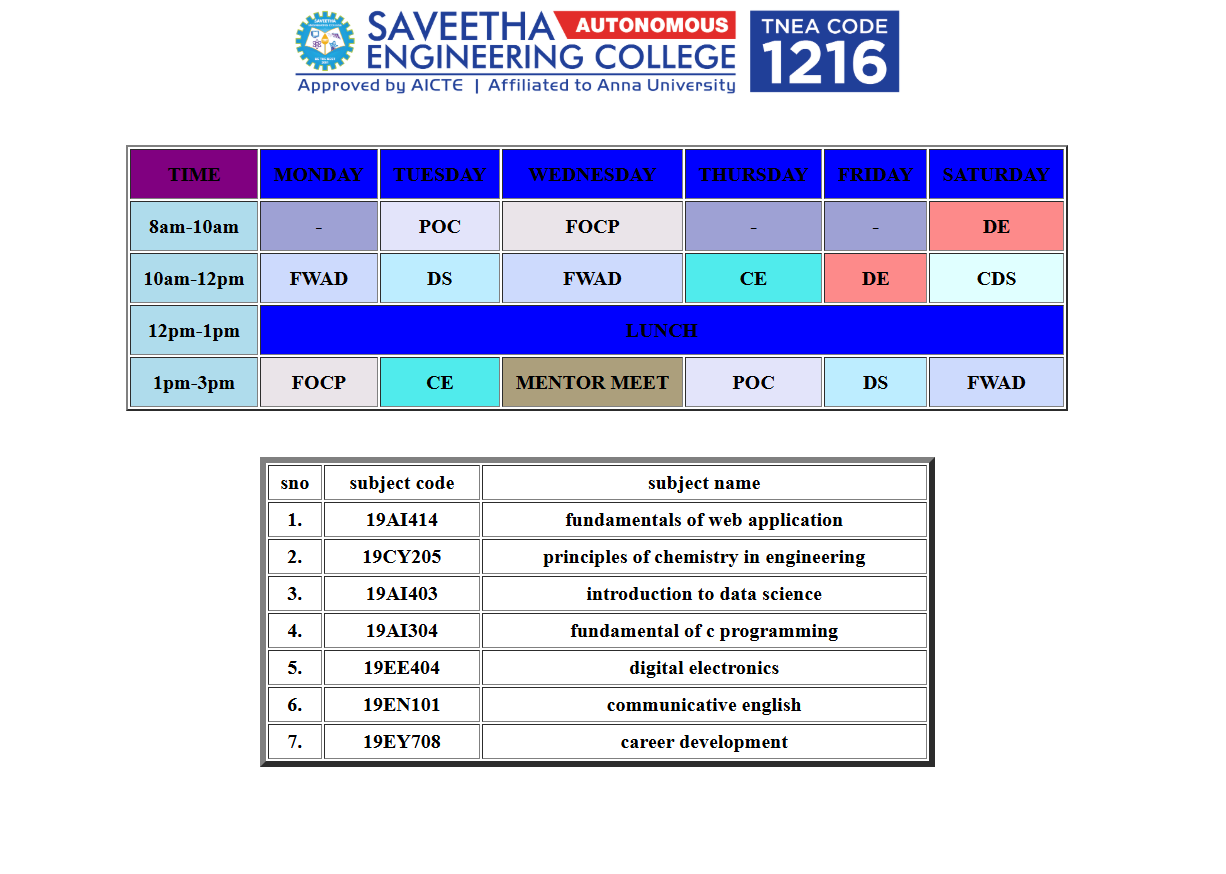 SAVEETHA AUTONOMOUS
ENGINEERING COLLEGE
Approved by AICTE | Affiliated to Anna University
TNEA CODE
1216
TIME MONDAY TUESDAY WEDNESDAY THURSDAY FRIDAY SATURDAY
8am-10am - POC FOCP - - DE
10am-12pm FWAD DS FWAD CE DE CDS
12pm-1pm LUNCH
1pm-3pm FOCP CE MENTOR MEET POC DS FWAD
sno subject code subject name
1. 19AI414 fundamentals of web application
2. 19CY205 principles of chemistry in engineering
3. 19AI403 introduction to data science
4. 19AI304 fundamental of c programming
5. 19EE404 digital electronics
6. 19EN101 communicative english
7. 19EY708 career development